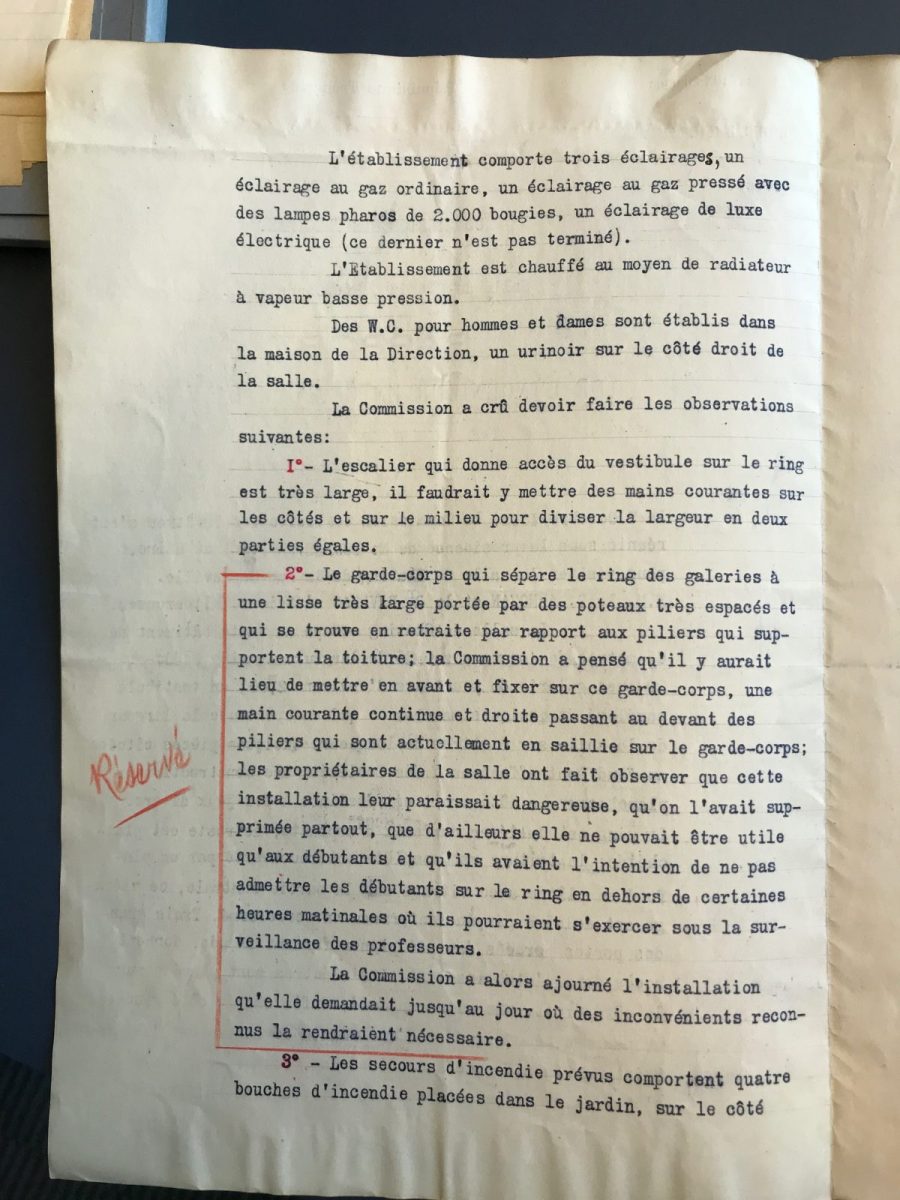 L'établissement comporte trois éclairages, un
éclairage au gaz ordinaire, un éclairage au gaz pressé avec
des lampes pharos de 2.000 bougies, un éclairage de luxe
électrique (ce dernier n'est pas terminé).
L'Etablissement est chauffé au moyen de radiateur
à vapeur basse pression.
Des W.C. pour hommes et dames sont établis dans
la maison de la Direction, un urinoir sur le côté droit de
la salle.
La Commission a crû devoir faire les observations
suivantes:
I°- L'escalier qui donne accès du vestibule sur le ring
est très large, il faudrait y mettre des mains courantes sur
les côtés et sur le milieu pour diviser la largeur en deux
parties égales.
2°- Le garde-corps qui sépare le ring des galeries à
une lisse très large portée par des poteaux très espacés et
qui se trouve en retraite par rapport aux piliers qui sup-
portent la toiture; la Commission a pensé qu'il y aurait
lieu de mettre en avant et fixer sur ce garde-corps, une
main courante continue et droite passant au devant des
piliers qui sont actuellement en saillie sur le garde-corps;
les propriétaires de la salle ont fait observer que cette
installation leur paraissait dangereuse, qu'on l'avait sup-
primée partout, que d'ailleurs elle ne pouvait être utile
qu'aux débutants et qu'ils avaient l'intention de ne pas
admettre les débutants sur le ring en dehors de certaines
heures matinales où ils pourraient s'exercer sous la sur-
veillance des professeurs.
La Commission a alors ajourné l'installation
qu'elle demandait jusqu'au jour où des inconvénients recon-
nus la rendraient nécessaire.
Réservé
3° - Les secours d'incendie prévus comportent quatre
bouches d'incendie placées dans le jardin, sur le côté